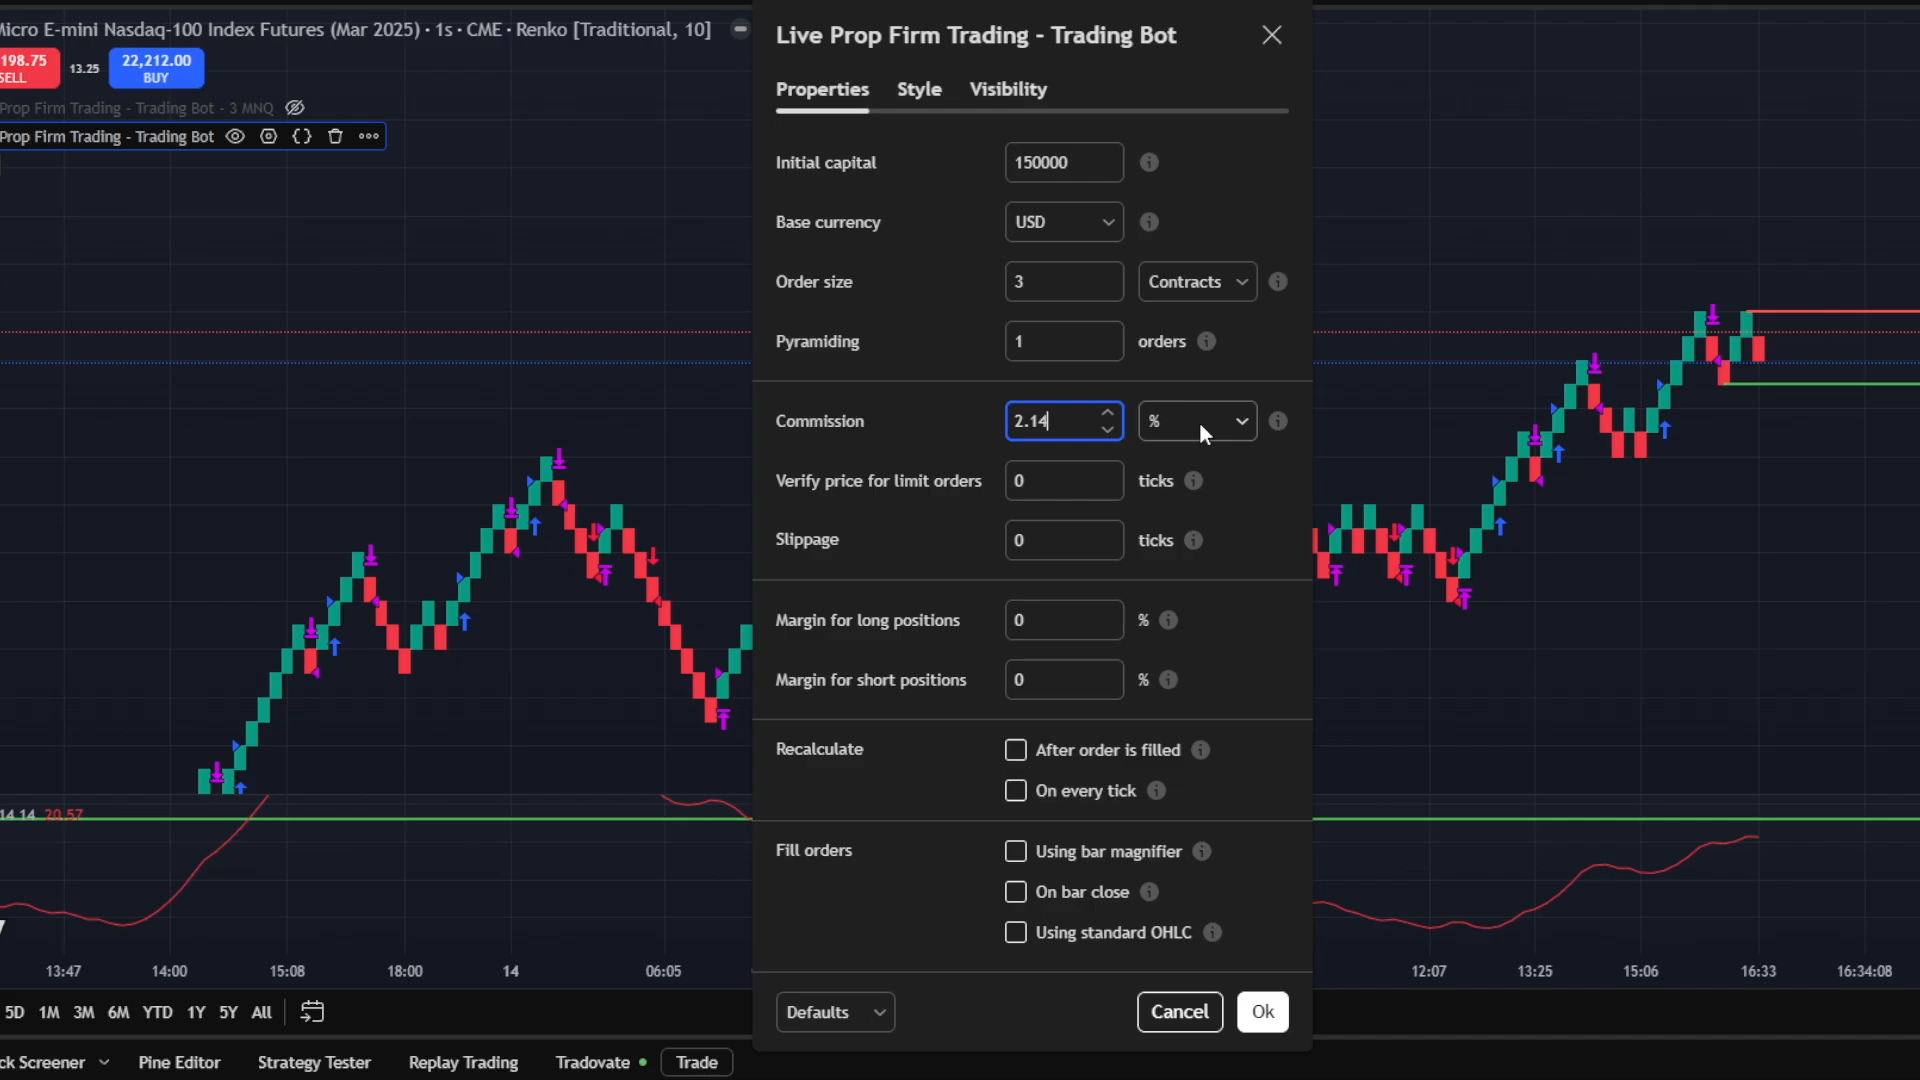 Micro E-mini Nasdaq-100 Index Futures (Mar 2025) · 1s · CME · Renko [Traditional, 10]
198.75
SELL
13.25
22,212.00
BUY
Prop Firm Trading - Trading Bot - 3 MNQ
Prop Firm Trading - Trading Bot
Live Prop Firm Trading - Trading Bot
Properties
Style
Visibility
Initial capital
150000
Base currency
USD
Order size
3
Contracts
Pyramiding
1
orders
Commission
2.14
%
Verify price for limit orders
0
ticks
Slippage
0
ticks
Margin for long positions
0
%
Margin for short positions
0
%
Recalculate
After order is filled
On every tick
Fill orders
Using bar magnifier
On bar close
Using standard OHLC
Defaults
Cancel
Ok
14 14 20.57
13:47
14:00
15:08
18:00
14
06:05
12:07
13:25
15:06
16:33
16:34:08
5D 1M 3M 6M YTD 1Y 5Y All
ck Screener
Pine Editor
Strategy Tester
Replay Trading
Tradovate
Trade